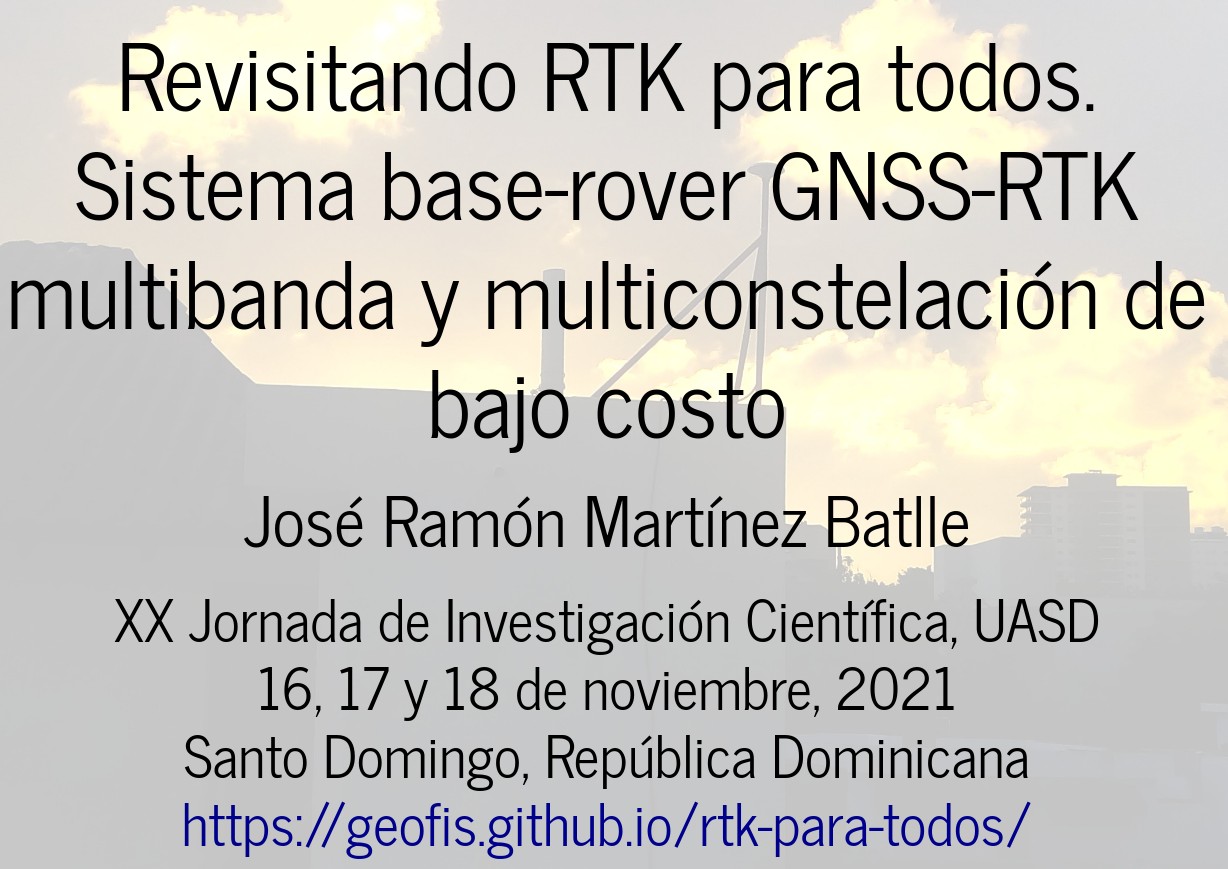 Revisitando RTK para todos.
Sistema base-rover GNSS-RTK
multibanda y multiconstelación de
bajo costo
José Ramón Martínez Batlle
XX Jornada de Investigación Científica, UASD
16, 17 y 18 de noviembre, 2021
Santo Domingo, República Dominicana
https://geofis.github.io/rtk-para-todos/